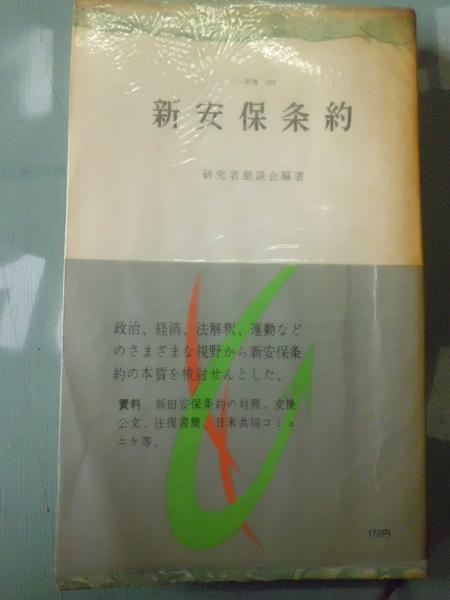 新安保条約
研究者懇談会編著
政治、経済、法解釈、運動など
のさまざまな視野から新安保条
約の本質を検討せんとした。
資料 新旧安保条約の対照、交換
公文、往復書簡、日米共同コミュ
ニケ等。
170円